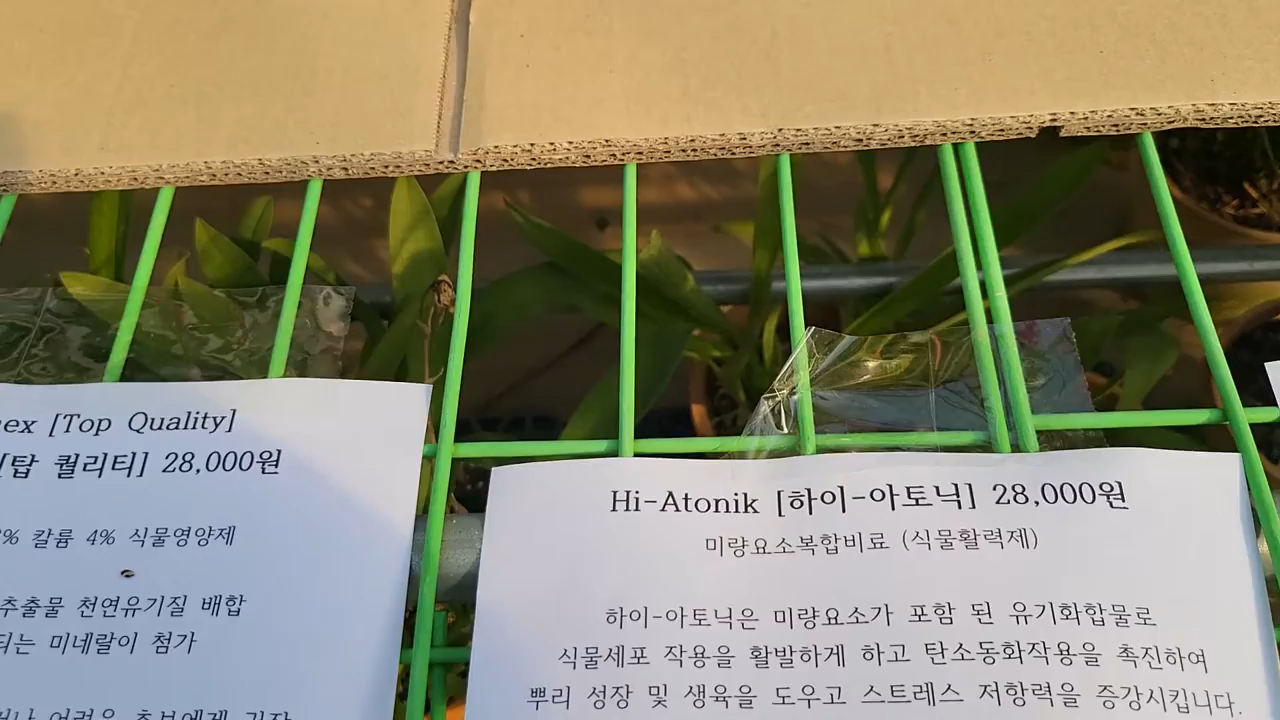 [Top Quality]
[탑 퀄리티] 28,000원
칼륨 4% 식물영양제
추출물 천연유기질 배합
되는 미네랄이 첨가
Hi-Atonik [하이-아토닉] 28,000원
미량요소복합비료 (식물활력제)
하이-아토닉은 미량요소가 포함 된 유기화합물로
식물세포 작용을 활발하게 하고 탄소동화작용을 촉진하여
뿌리 성장 및 생육을 도우고 스트레스 저항력을 증강시킵니다.